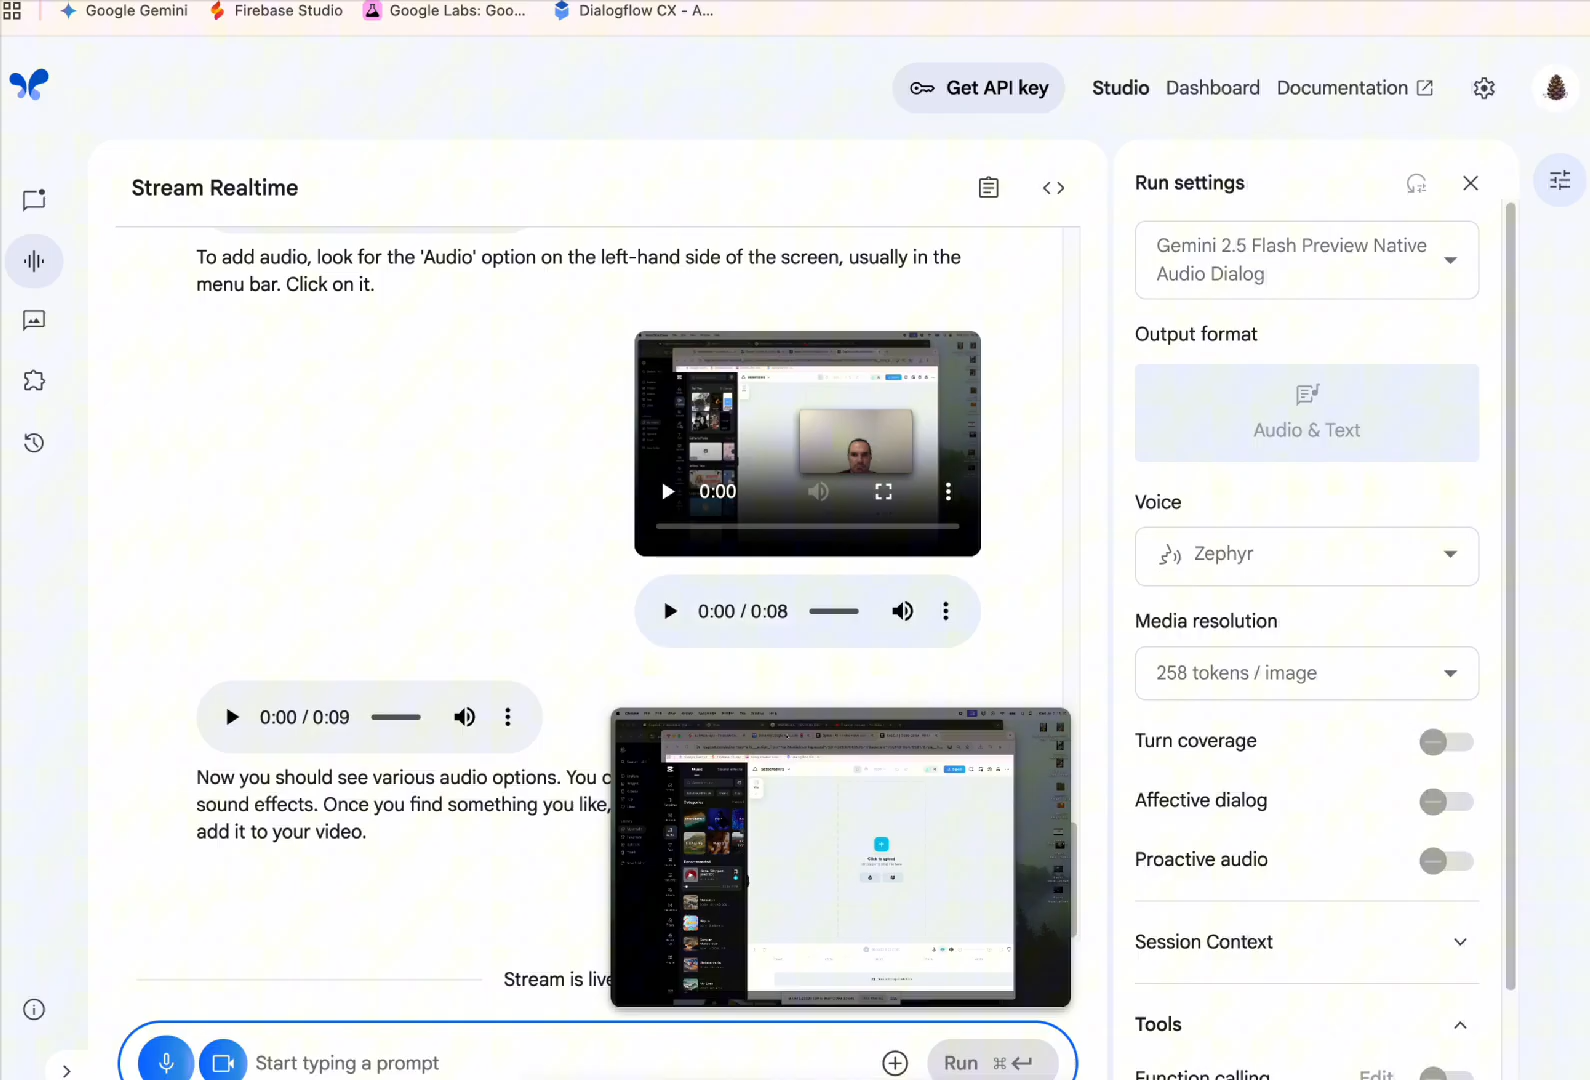 Google Gemini
Firebase Studio
Google Labs: Goo...
Dialogflow CX - A...
Get API key
Studio
Dashboard
Documentation
Stream Realtime
To add audio, look for the 'Audio' option on the left-hand side of the screen, usually in the
menu bar. Click on it.
0:00
0:00 / 0:08
0:00 / 0:09
Now you should see various audio options. You c
sound effects. Once you find something you like,
add it to your video.
Stream is live
Start typing a prompt
Run ⌘ ↵
Run settings
Gemini 2.5 Flash Preview Native
Audio Dialog
Output format
Audio & Text
Voice
Zephyr
Media resolution
258 tokens / image
Turn coverage
Affective dialog
Proactive audio
Session Context
Tools
Function calling
Edit